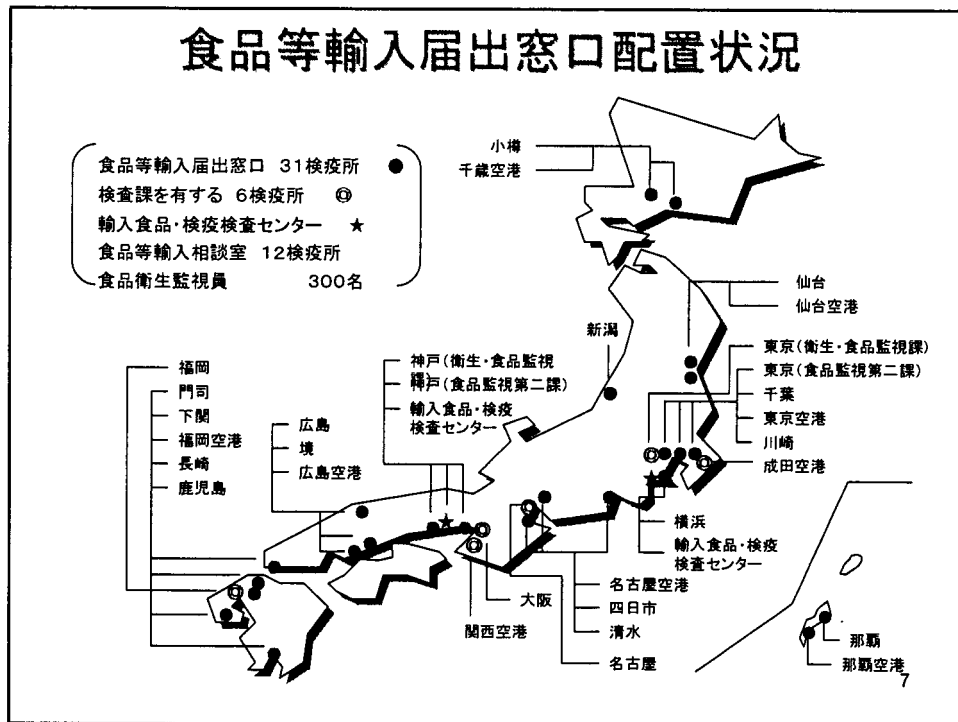 食品等輸入届出窓口配置状況
食品等輸入届出窓口 31検疫所 ●
検査課を有する 6検疫所 ◎
輸入食品・検疫検査センター ★
食品等輸入相談室 12検疫所
食品衛生監視員 300名
小樽
千歳空港
仙台
仙台空港
新潟
東京(衛生・食品監視課)
東京(食品監視第二課)
千葉
東京空港
川崎
成田空港
横浜
輸入食品・検疫
検査センター
神戸(衛生・食品監視
課)
神戸(食品監視第二課)
輸入食品・検疫
検査センター
福岡
門司
下関
福岡空港
長崎
鹿児島
広島
境
広島空港
大阪
関西空港
名古屋空港
四日市
清水
名古屋
那覇
那覇空港
7